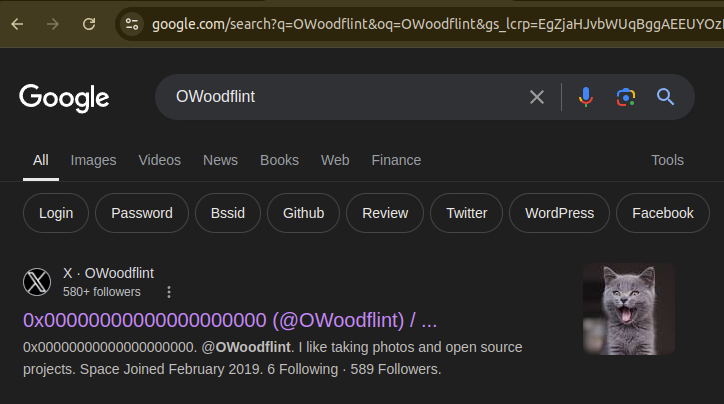 google.com/search?q=OWoodflint&oq=OWoodflint&gs_lcrp=EgZjaHJvbWUqBggAEEUYOz
Google
OWoodflint
All Images Videos News Books Web Finance Tools
Login Password Bssid Github Review Twitter WordPress Facebook
X · OWoodflint
580+ followers
0x00000000000000000000 (@OWoodflint) / ...
0x00000000000000000000. @OWoodflint. I like taking photos and open source
projects. Space Joined February 2019. 6 Following · 589 Followers.